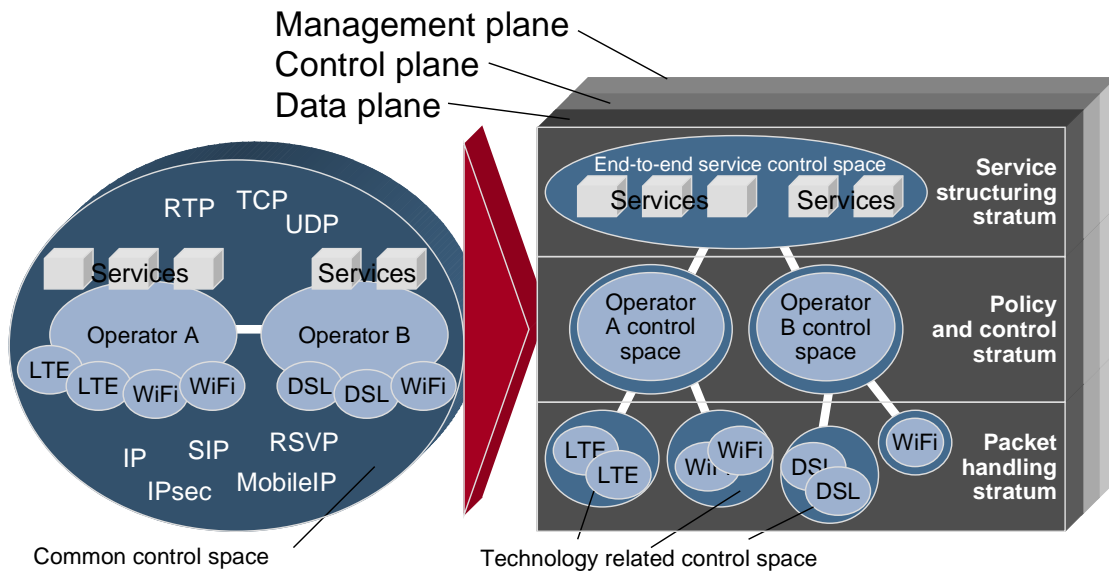 Management plane
Control plane
Data plane
RTP
TCP
UDP
Services
Services
Operator A
Operator B
LTE
LTE
WiFi
WiFi
DSL
DSL
WiFi
IP
SIP
RSVP
IPsec
MobileIP
Common control space
End-to-end service control space
Services
Services
Service
structuring
stratum
Operator
A control
space
Operator
B control
space
Policy
and control
stratum
LTE
LTE
WiFi
WiFi
DSL
DSL
WiFi
Packet
handling
stratum
Technology related control space